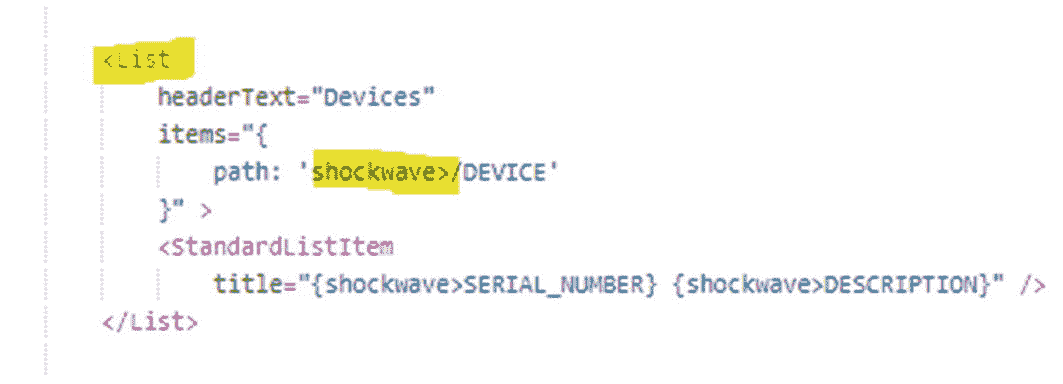 <List
headerText="Devices"
items="{
path: 'shockwave>/DEVICE'
}" >
<StandardListItem
title="{shockwave>SERIAL_NUMBER} {shockwave>DESCRIPTION}" />
</List>